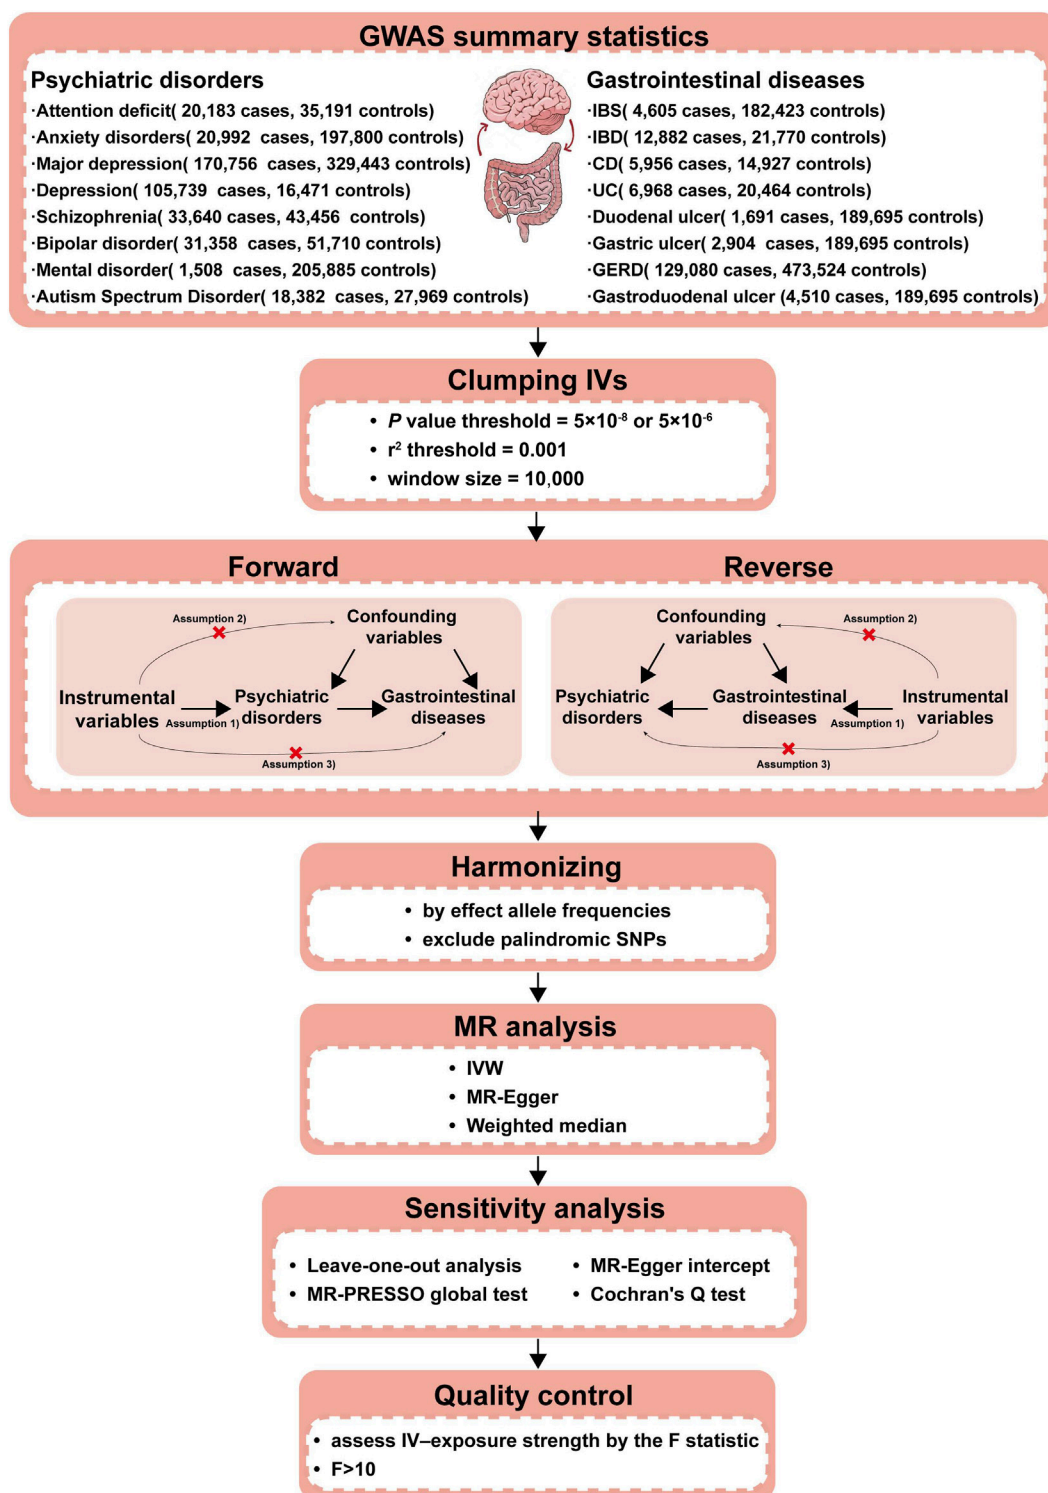 GWAS summary statistics
Psychiatric disorders
·Attention deficit( 20,183 cases, 35,191 controls)
·Anxiety disorders( 20,992  cases, 197,800 controls)
·Major depression( 170,756  cases, 329,443 controls)
·Depression( 105,739  cases, 16,471 controls)
·Schizophrenia( 33,640 cases, 43,456  controls)
·Bipolar disorder( 31,358  cases, 51,710 controls)
·Mental disorder( 1,508  cases, 205,885 controls)
·Autism Spectrum Disorder( 18,382  cases, 27,969 controls)
Gastrointestinal diseases
·IBS( 4,605 cases, 182,423 controls)
·IBD( 12,882 cases, 21,770 controls)
·CD( 5,956 cases, 14,927 controls)
·UC( 6,968 cases, 20,464 controls)
·Duodenal ulcer( 1,691 cases, 189,695 controls)
·Gastric ulcer( 2,904  cases, 189,695 controls)
·GERD( 129,080 cases, 473,524 controls)
·Gastroduodenal ulcer (4,510 cases, 189,695 controls)
Clumping IVs
• P value threshold = 5×10⁻⁸ or 5×10⁻⁶
• r² threshold = 0.001
• window size = 10,000
Forward
Assumption 2)
Confounding
variables
Instrumental
variables
Assumption 1)
Psychiatric
disorders
Gastrointestinal
diseases
Assumption 3)
Reverse
Confounding
variables
Assumption 2)
Psychiatric
disorders
Gastrointestinal
diseases
Assumption 1)
Instrumental
variables
Assumption 3)
Harmonizing
• by effect allele frequencies
• exclude palindromic SNPs
MR analysis
• IVW
• MR-Egger
• Weighted median
Sensitivity analysis
• Leave-one-out analysis
• MR-PRESSO global test
• MR-Egger intercept
• Cochran's Q test
Quality control
• assess IV–exposure strength by the F statistic
• F>10